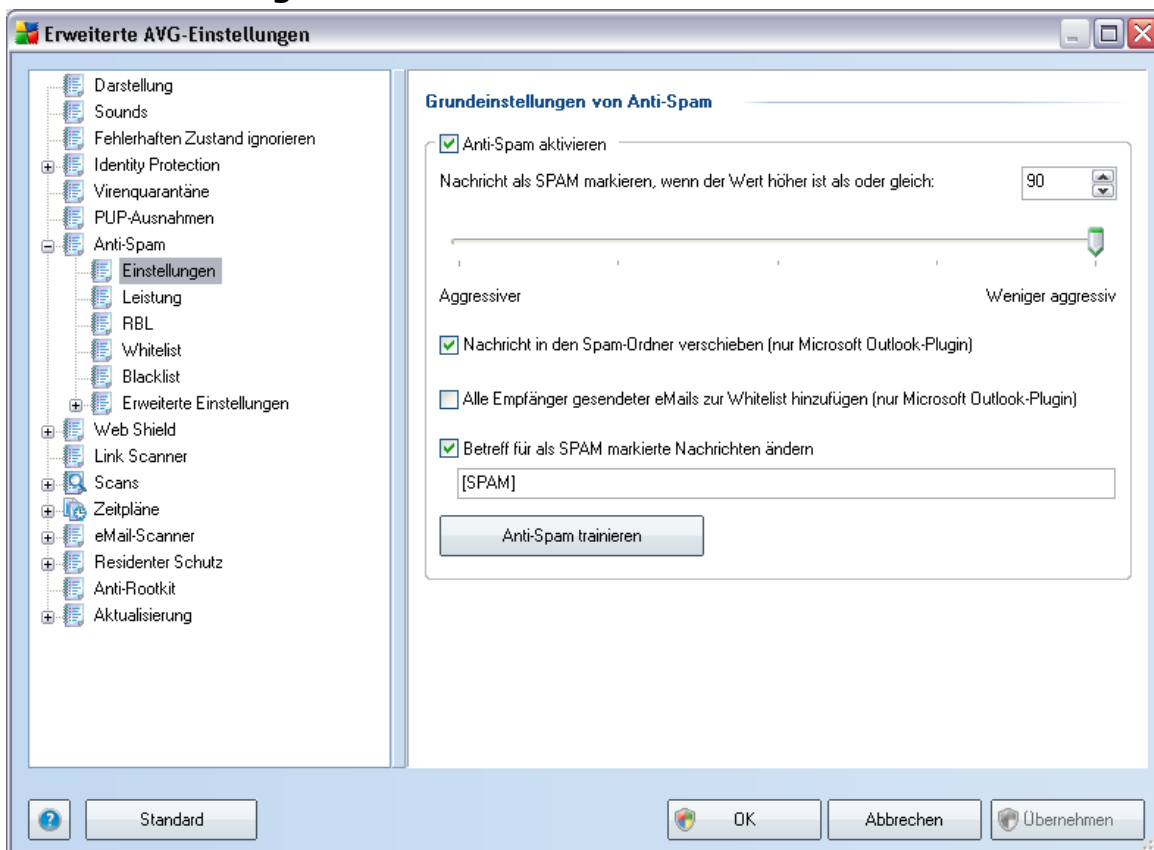 Erweiterte AVG-Einstellungen
Darstellung
Sounds
Fehlerhaften Zustand ignorieren
Identity Protection
Virenquarantäne
PUP-Ausnahmen
Anti-Spam
Einstellungen
Leistung
RBL
Whitelist
Blacklist
Erweiterte Einstellungen
Web Shield
Link Scanner
Scans
Zeitpläne
eMail-Scanner
Residenter Schutz
Anti-Rootkit
Aktualisierung
Grundeinstellungen von Anti-Spam
Anti-Spam aktivieren
Nachricht als SPAM markieren, wenn der Wert höher ist als oder gleich: 90
Aggressiver Weniger aggressiv
Nachricht in den Spam-Ordner verschieben (nur Microsoft Outlook-Plugin)
Alle Empfänger gesendeter eMails zur Whitelist hinzufügen (nur Microsoft Outlook-Plugin)
Betreff für als SPAM markierte Nachrichten ändern
[SPAM]
Anti-Spam trainieren
Standard OK Abbrechen Übernehmen